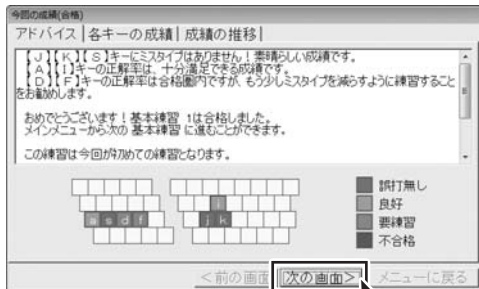 今回の成績(合格)
アドバイス|各キーの成績|成績の推移|
【J】【K】【S】キーにミスタイプはありません！素晴らしい成績です。
【A】【I】キーの正解率は、十分満足できる成績です。
【D】【F】キーの正解率は合格圏内ですが、もう少しミスタイプを減らすように練習すること
をお勧めします。
おめでとうございます！基本練習 1は合格しました。
メインメニューから次の 基本練習 に進むことができます。
この練習は今回が初めての練習となります。
i
a s d f j k
誤打無し
良好
要練習
不合格
<前の画面 次の画面> メニューに戻る